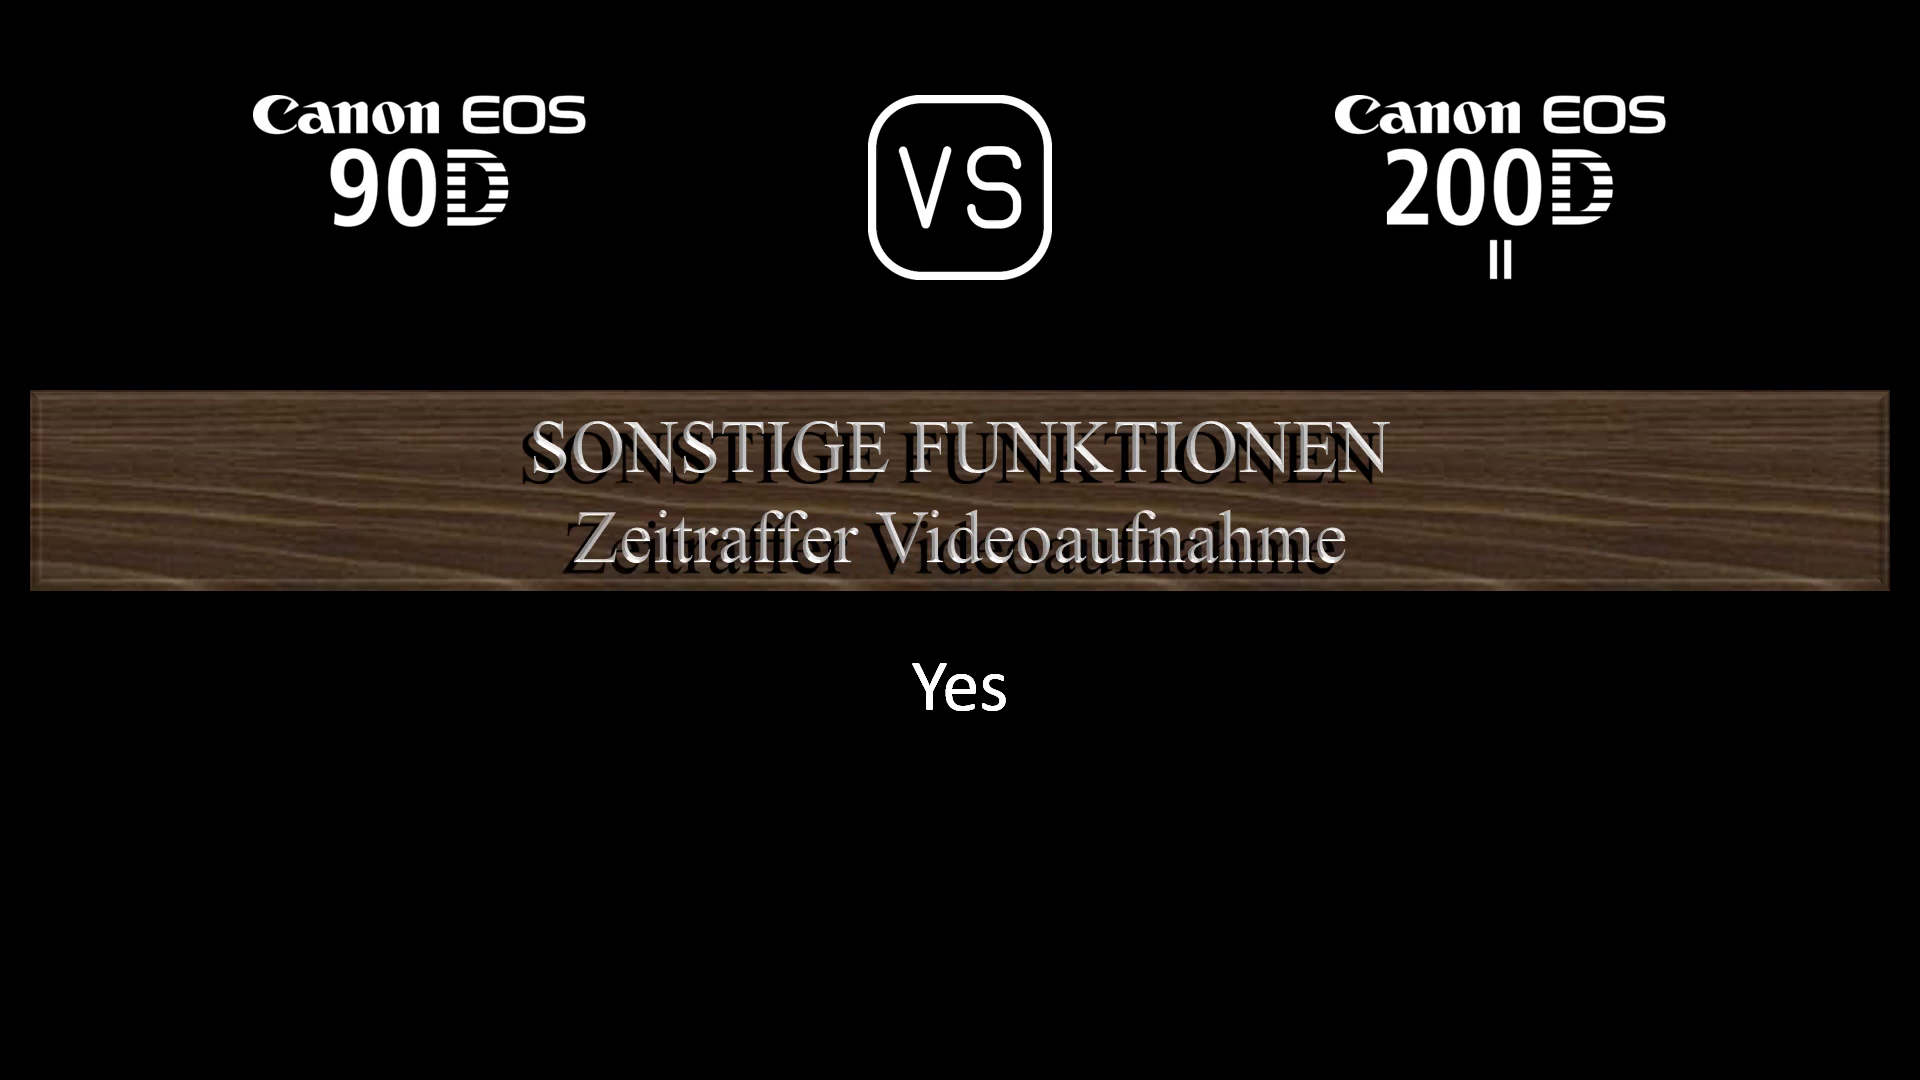 Canon EOS
90D
VS
Canon EOS
200D
II
SONSTIGE FUNKTIONEN
Zeitraffer Videoaufnahme
Yes